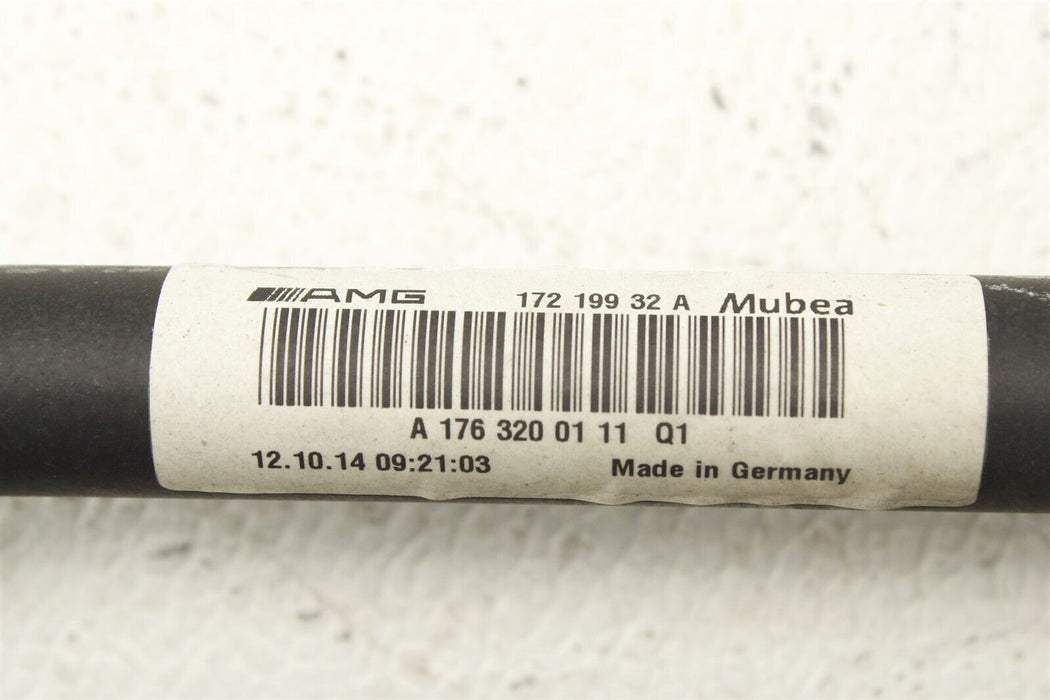 AMG 172 199 32 A Mubea
A 176 320 01 11 Q1
12.10.14 09:21:03 Made in Germany